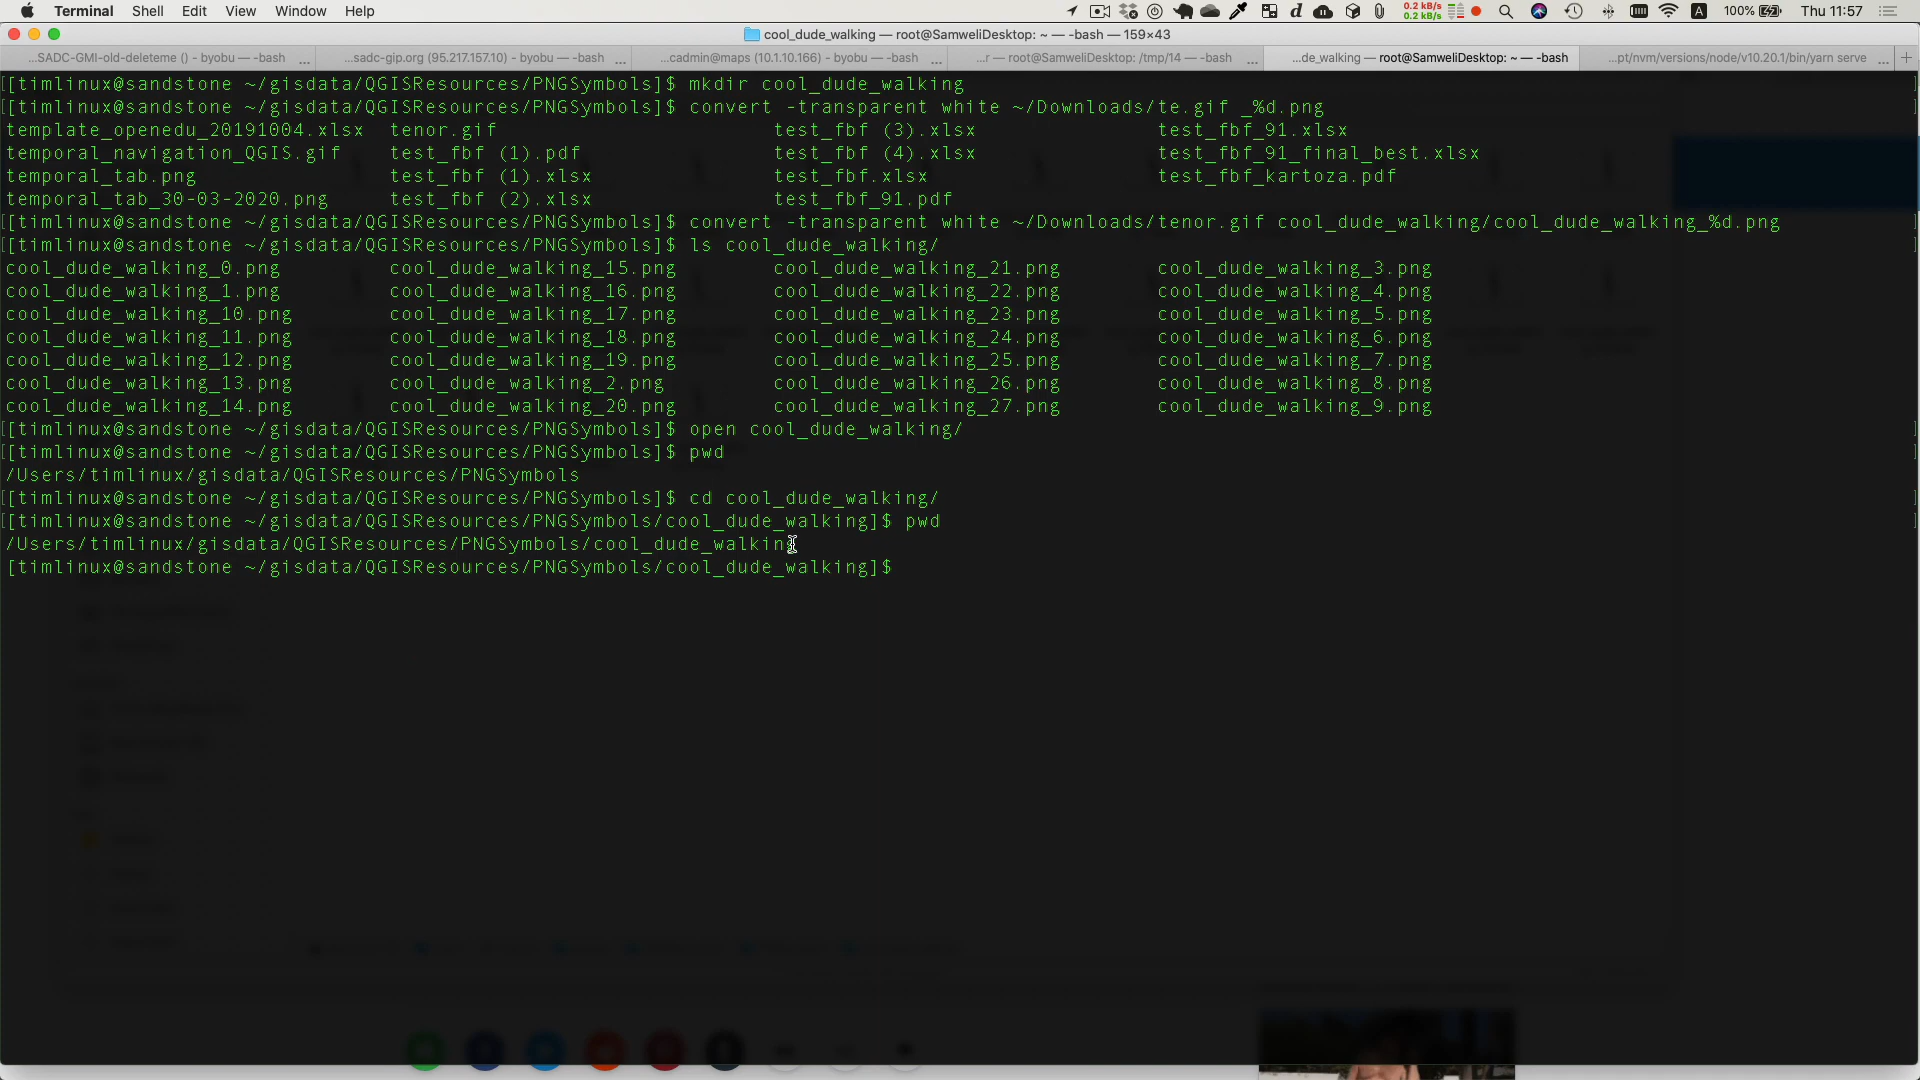 Terminal Shell Edit View Window Help 0.2 kB/s 0.2 kB/s 100% Thu 11:57
cool_dude_walking — root@SamweliDesktop: ~ — -bash — 159×43
...SADC-GMI-old-deleteme () - byobu — -bash ... ...sadc-gip.org (95.217.157.10) - byobu — -bash ... ...cadmin@maps (10.1.10.166) - byobu — -bash ... ...r — root@SamweliDesktop: /tmp/14 — -bash ... ...de_walking — root@SamweliDesktop: ~ — -bash ...pt/nvm/versions/node/v10.20.1/bin/yarn serve ... +
[[timlinux@sandstone ~/gisdata/QGISResources/PNGSymbols]$ mkdir cool_dude_walking ]
[[timlinux@sandstone ~/gisdata/QGISResources/PNGSymbols]$ convert -transparent white ~/Downloads/te.gif _%d.png
template_openedu_20191004.xlsx tenor.gif test_fbf (3).xlsx test_fbf_91.xlsx
temporal_navigation_QGIS.gif test_fbf (1).pdf test_fbf (4).xlsx test_fbf_91_final_best.xlsx
temporal_tab.png test_fbf (1).xlsx test_fbf.xlsx test_fbf_kartoza.pdf
temporal_tab_30-03-2020.png test_fbf (2).xlsx test_fbf_91.pdf
[[timlinux@sandstone ~/gisdata/QGISResources/PNGSymbols]$ convert -transparent white ~/Downloads/tenor.gif cool_dude_walking/cool_dude_walking_%d.png ]
[[timlinux@sandstone ~/gisdata/QGISResources/PNGSymbols]$ ls cool_dude_walking/ ]
cool_dude_walking_0.png cool_dude_walking_15.png cool_dude_walking_21.png cool_dude_walking_3.png
cool_dude_walking_1.png cool_dude_walking_16.png cool_dude_walking_22.png cool_dude_walking_4.png
cool_dude_walking_10.png cool_dude_walking_17.png cool_dude_walking_23.png cool_dude_walking_5.png
cool_dude_walking_11.png cool_dude_walking_18.png cool_dude_walking_24.png cool_dude_walking_6.png
cool_dude_walking_12.png cool_dude_walking_19.png cool_dude_walking_25.png cool_dude_walking_7.png
cool_dude_walking_13.png cool_dude_walking_2.png cool_dude_walking_26.png cool_dude_walking_8.png
cool_dude_walking_14.png cool_dude_walking_20.png cool_dude_walking_27.png cool_dude_walking_9.png
[[timlinux@sandstone ~/gisdata/QGISResources/PNGSymbols]$ open cool_dude_walking/ ]
[[timlinux@sandstone ~/gisdata/QGISResources/PNGSymbols]$ pwd ]
/Users/timlinux/gisdata/QGISResources/PNGSymbols
[[timlinux@sandstone ~/gisdata/QGISResources/PNGSymbols]$ cd cool_dude_walking/ ]
[[timlinux@sandstone ~/gisdata/QGISResources/PNGSymbols/cool_dude_walking]$ pwd ]
/Users/timlinux/gisdata/QGISResources/PNGSymbols/cool_dude_walking
[timlinux@sandstone ~/gisdata/QGISResources/PNGSymbols/cool_dude_walking]$